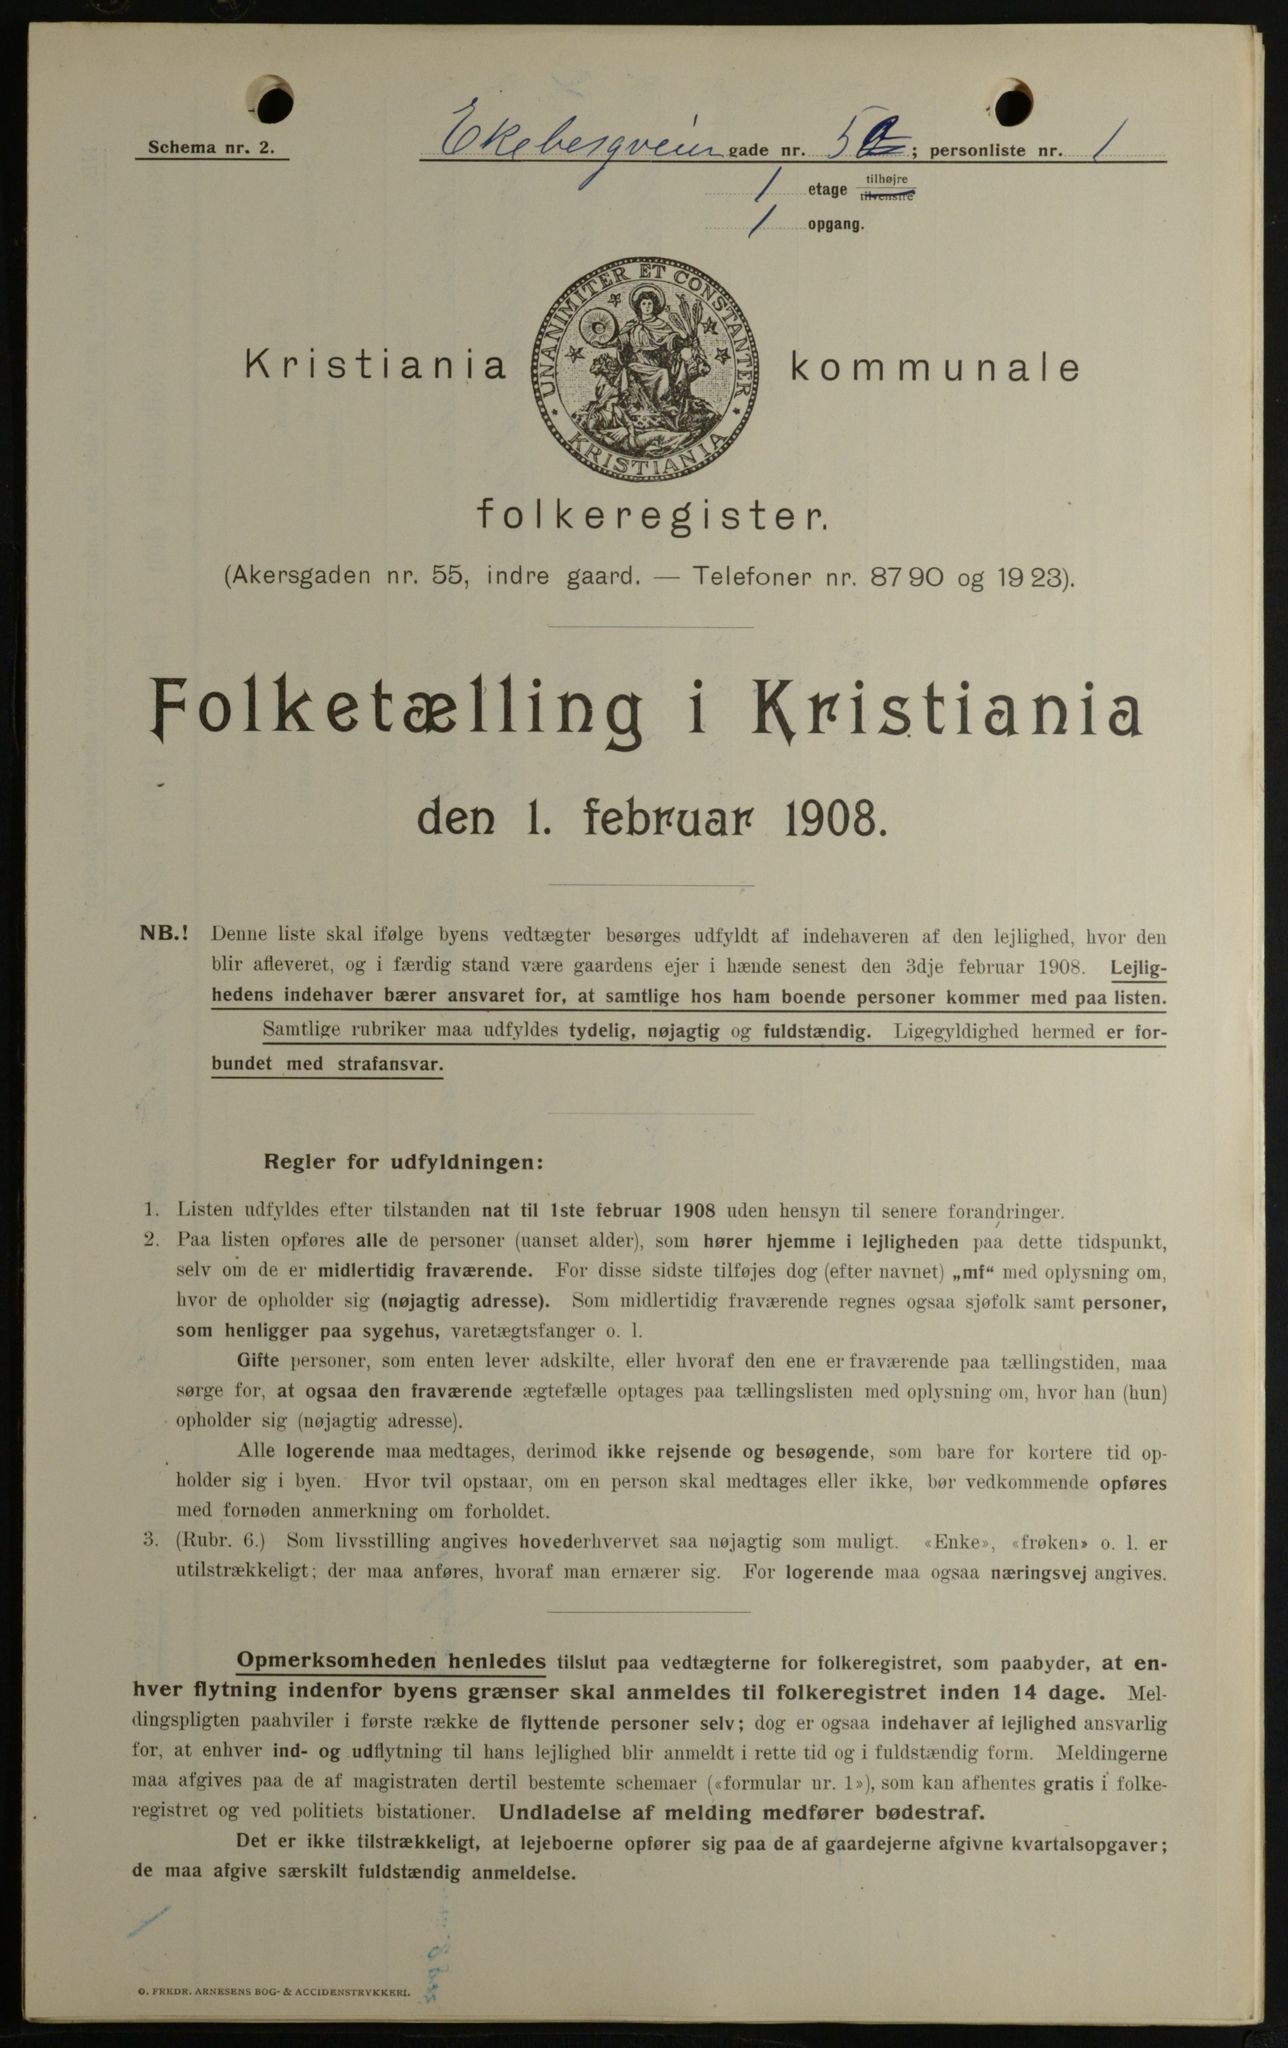 Schema nr. 2.
Ekebergveien gade nr. 5a; personliste nr. 1
1 etage tilhøjre tilvenstre
1 opgang.
UNANIMITER ET CONSTANTER
KRISTIANIA
Kristiania kommunale
folkeregister.
(Akersgaden nr. 55, indre gaard. — Telefoner nr. 87 90 og 19 23).
Folketælling i Kristiania
den 1. februar 1908.
NB.! Denne liste skal ifølge byens vedtægter besørges udfyldt af indehaveren af den lejlighed, hvor den
blir afleveret, og i færdig stand være gaardens ejer i hænde senest den 3dje februar 1908. Lejlig-
hedens indehaver bærer ansvaret for, at samtlige hos ham boende personer kommer med paa listen.
Samtlige rubriker maa udfyldes tydelig, nøjagtig og fuldstændig. Ligegyldighed hermed er for-
bundet med strafansvar.
Regler for udfyldningen:
1. Listen udfyldes efter tilstanden nat til 1ste februar 1908 uden hensyn til senere forandringer.
2. Paa listen opføres alle de personer (uanset alder), som hører hjemme i lejligheden paa dette tidspunkt,
selv om de er midlertidig fraværende. For disse sidste tilføjes dog (efter navnet) „mf“ med oplysning om,
hvor de opholder sig (nøjagtig adresse). Som midlertidig fraværende regnes ogsaa sjøfolk samt personer,
som henligger paa sygehus, varetægtsfanger o. l.
Gifte personer, som enten lever adskilte, eller hvoraf den ene er fraværende paa tællingstiden, maa
sørge for, at ogsaa den fraværende ægtefælle optages paa tællingslisten med oplysning om, hvor han (hun)
opholder sig (nøjagtig adresse).
Alle logerende maa medtages, derimod ikke rejsende og besøgende, som bare for kortere tid op-
holder sig i byen. Hvor tvil opstaar, om en person skal medtages eller ikke, bør vedkommende opføres
med fornøden anmerkning om forholdet.
3. (Rubr. 6.) Som livsstilling angives hovederhvervet saa nøjagtig som muligt. «Enke», «frøken» o. l. er
utilstrækkeligt; der maa anføres, hvoraf man ernærer sig. For logerende maa ogsaa næringsvej angives.
Opmerksomheden henledes tilslut paa vedtægterne for folkeregistret, som paabyder, at en-
hver flytning indenfor byens grænser skal anmeldes til folkeregistret inden 14 dage. Mel-
dingspligten paahviler i første række de flyttende personer selv; dog er ogsaa indehaver af lejlighed ansvarlig
for, at enhver ind- og udflytning til hans lejlighed blir anmeldt i rette tid og i fuldstændig form. Meldingerne
maa afgives paa de af magistraten dertil bestemte schemaer («formular nr. 1»), som kan afhentes gratis i folke-
registret og ved politiets bistationer. Undladelse af melding medfører bødestraf.
Det er ikke tilstrækkeligt, at lejeboerne opfører sig paa de af gaardejerne afgivne kvartalsopgaver;
de maa afgive særskilt fuldstændig anmeldelse.
O. FREDR. ARNESENS BOG- & ACCIDENSTRYKKERI.